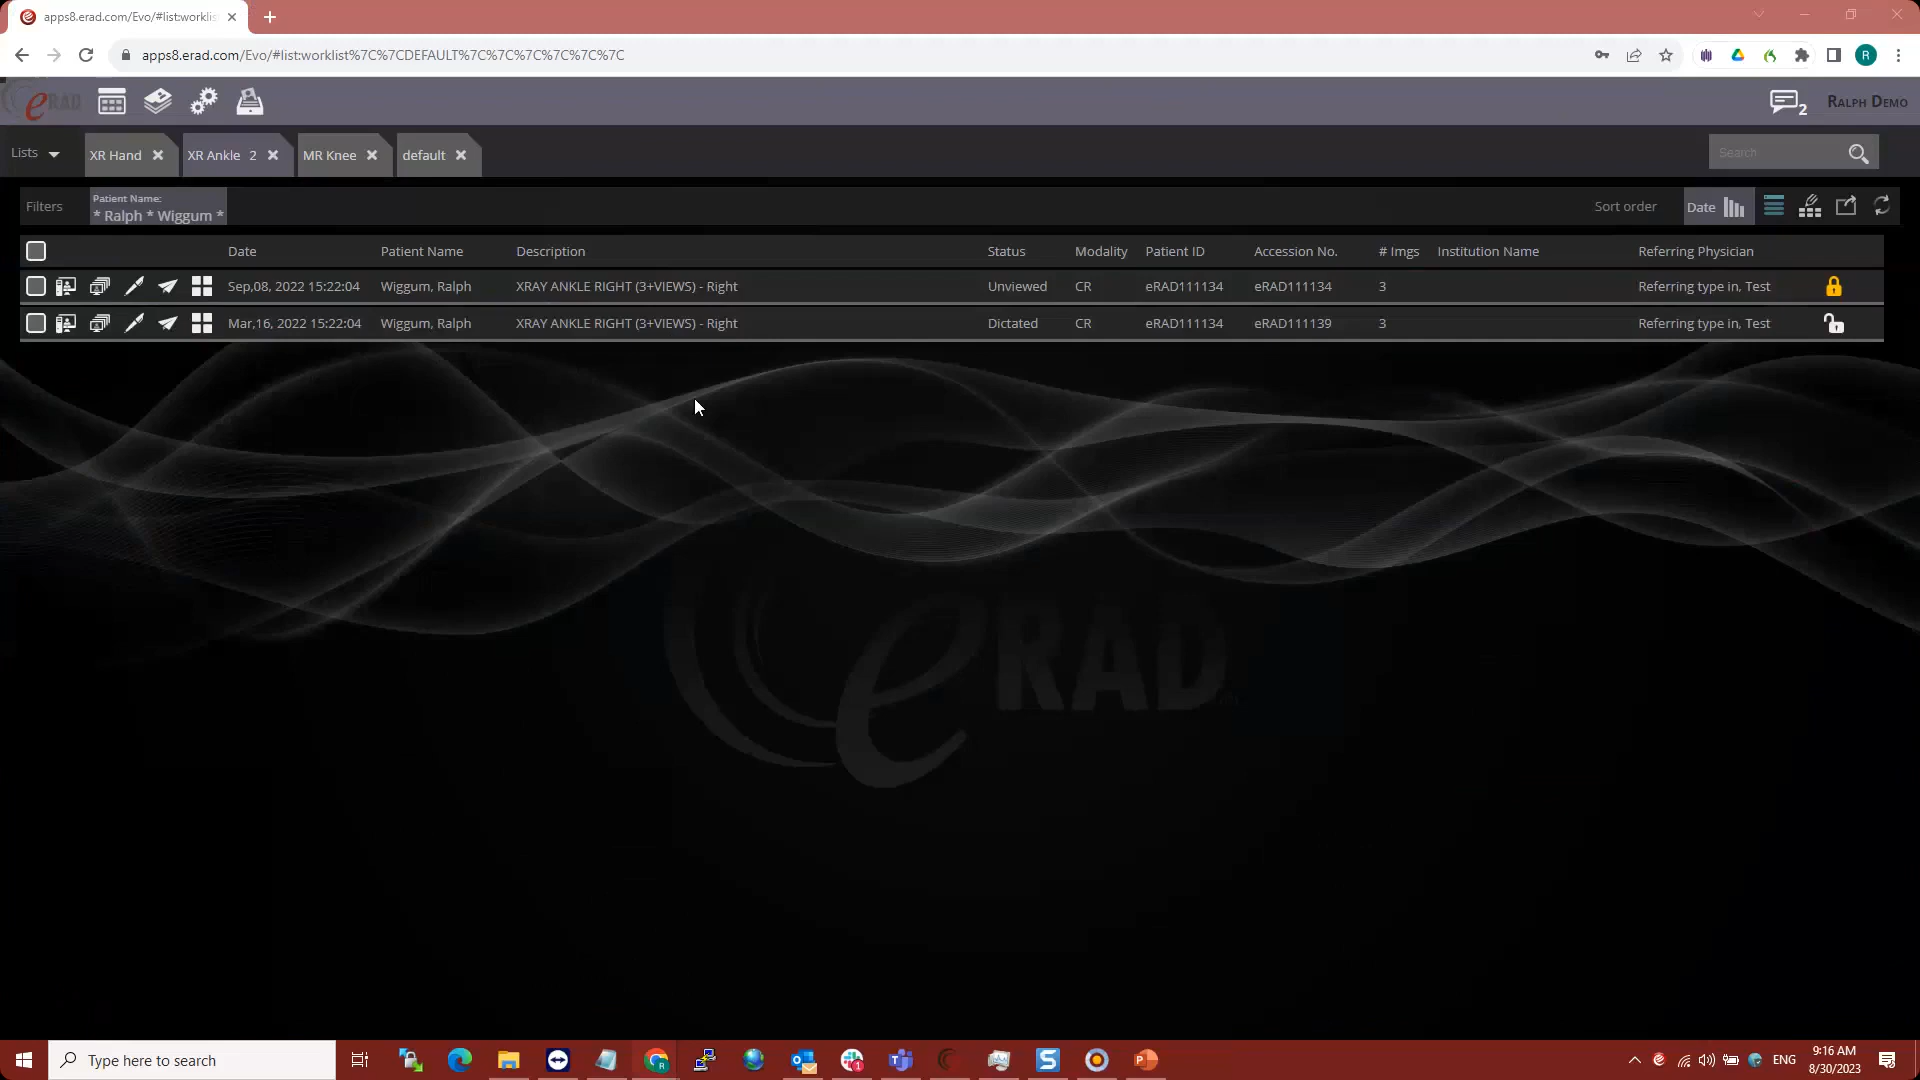 apps8.erad.com/Evo/#list:worklis
apps8.erad.com/Evo/#list:worklist%7C%7CDEFAULT%7C%7C%7C%7C%7C%7C
R
eRAD
2
RALPH DEMO
Lists
XR Hand
XR Ankle 2
MR Knee
default
Search
Filters
Patient Name:
* Ralph * Wiggum *
Sort order
Date
Date Patient Name Description Status Modality Patient ID Accession No. # Imgs Institution Name Referring Physician
Sep,08, 2022 15:22:04 Wiggum, Ralph XRAY ANKLE RIGHT (3+VIEWS) - Right Unviewed CR eRAD111134 eRAD111134 3 Referring type in, Test
Mar,16, 2022 15:22:04 Wiggum, Ralph XRAY ANKLE RIGHT (3+VIEWS) - Right Dictated CR eRAD111134 eRAD111139 3 Referring type in, Test
eRAD
Type here to search
ENG
9:16 AM
8/30/2023